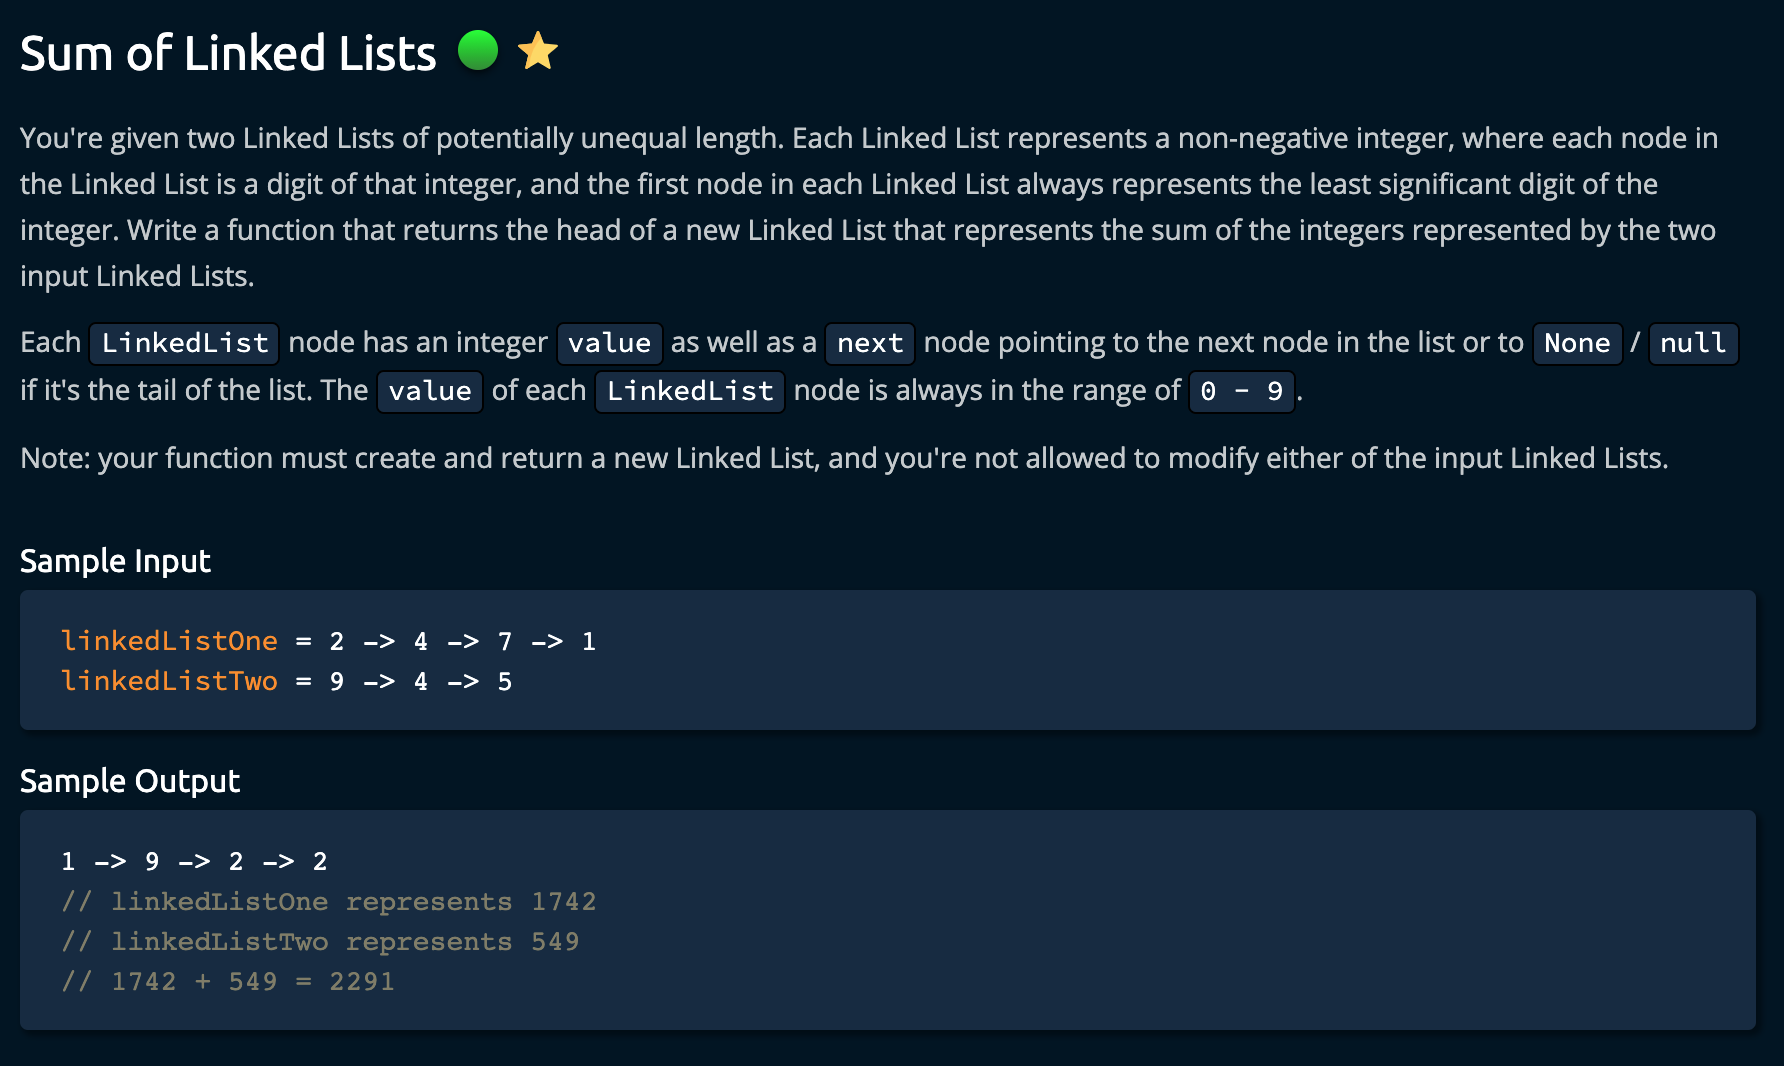 Sum of Linked Lists
You're given two Linked Lists of potentially unequal length. Each Linked List represents a non-negative integer, where each node in
the Linked List is a digit of that integer, and the first node in each Linked List always represents the least significant digit of the
integer. Write a function that returns the head of a new Linked List that represents the sum of the integers represented by the two
input Linked Lists.
Each LinkedList node has an integer value as well as a next node pointing to the next node in the list or to None / null
if it's the tail of the list. The value of each LinkedList node is always in the range of 0 - 9.
Note: your function must create and return a new Linked List, and you're not allowed to modify either of the input Linked Lists.
Sample Input
linkedListOne = 2 -> 4 -> 7 -> 1
linkedListTwo = 9 -> 4 -> 5
Sample Output
1 -> 9 -> 2 -> 2
// linkedListOne represents 1742
// linkedListTwo represents 549
// 1742 + 549 = 2291